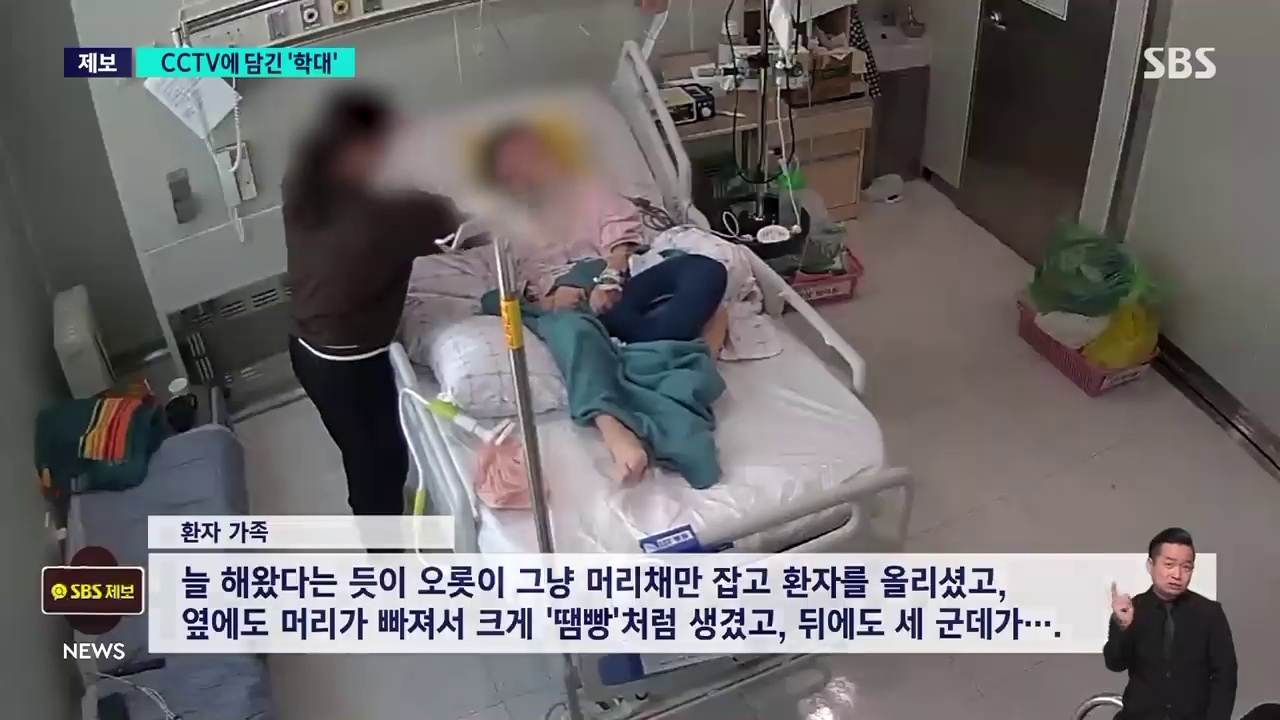 제보
CCTV에 담긴 '학대'
SBS
환자 가족
늘 해왔다는 듯이 오롯이 그냥 머리채만 잡고 환자를 올리셨고,
옆에도 머리가 빠져서 크게 '땜빵'처럼 생겼고, 뒤에도 세 군데가….
SBS 제보
NEWS